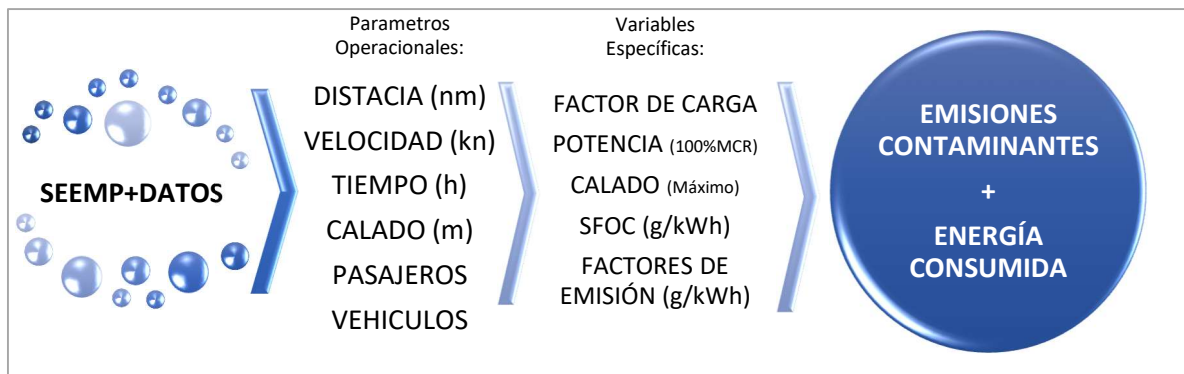 SEEMP+DATOS
Parametros
Operacionales:
DISTACIA (nm)
VELOCIDAD (kn)
TIEMPO (h)
CALADO (m)
PASAJEROS
VEHICULOS
Variables
Específicas:
FACTOR DE CARGA
POTENCIA (100%MCR)
CALADO (Máximo)
SFOC (g/kWh)
FACTORES DE
EMISIÓN (g/kWh)
EMISIONES
CONTAMINANTES
+
ENERGÍA
CONSUMIDA